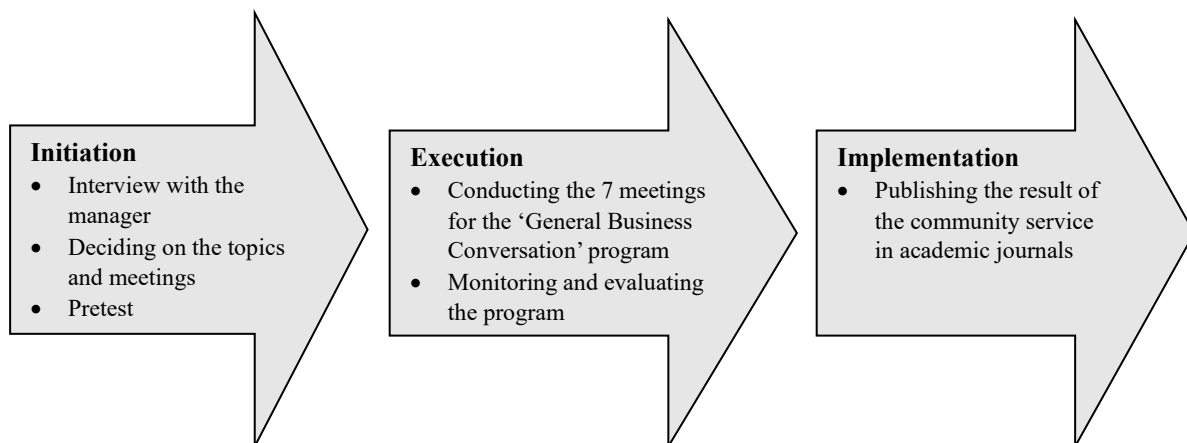 Initiation
• Interview with the
manager
• Deciding on the topics
and meetings
• Pretest
Execution
• Conducting the 7 meetings
for the ‘General Business
Conversation’ program
• Monitoring and evaluating
the program
Implementation
• Publishing the result of
the community service
in academic journals